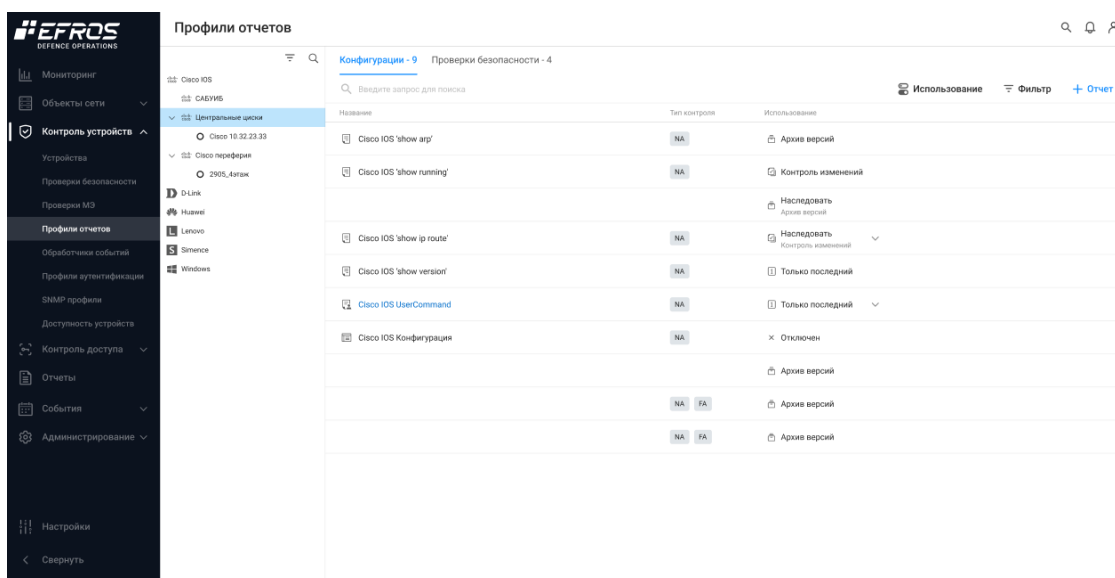 EFROS
DEFENCE OPERATIONS
Мониторинг
Объекты сети
Контроль устройств
Устройства
Проверки безопасности
Проверки МЭ
Профили отчетов
Обработчики событий
Профили аутентификации
SNMP профили
Доступность устройств
Контроль доступа
Отчеты
События
Администрирование
Настройки
Свернуть
Профили отчетов
Cisco IOS
САБУИБ
Центральные циски
Cisco 10.32.23.33
Cisco переферия
2905_4этаж
D-Link
Huawei
Lenovo
Simence
Windows
Конфигурации - 9 Проверки безопасности - 4
Введите запрос для поиска Использование Фильтр + Отчет
Название Тип контроля Использование
Cisco IOS 'show arp' NA Архив версий
Cisco IOS 'show running' NA Контроль изменений
Наследовать
Архив версий
Cisco IOS 'show ip route' NA Наследовать
Контроль изменений
Cisco IOS 'show version' NA Только последний
Cisco IOS UserCommand NA Только последний
Cisco IOS Конфигурация NA Отключен
Архив версий
NA FA Архив версий
NA FA Архив версий